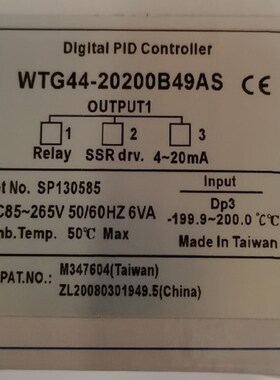 Digital PID Controller
WTG44-20200B49AS CE
OUTPUT1
1 2 3
Relay SSR drv. 4~20mA
ot No. SP130585
Input
Dp3
C85~265V 50/60HZ 6VA
-199.9~200.0 ℃℃
mb.Temp. 50℃ Max
Made In Taiwan
PAT.NO.: M347604(Taiwan)
ZL20080301949.5(China)